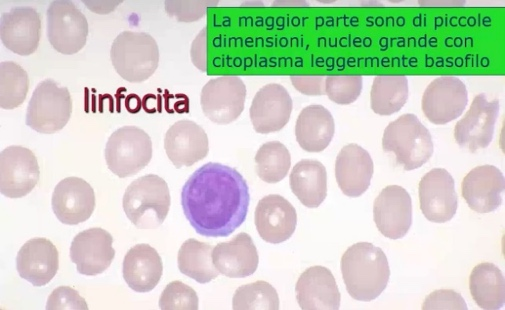 La maggior parte sono di piccole
dimensioni, nucleo grande con
citoplasma leggermente basofilo
linfocita